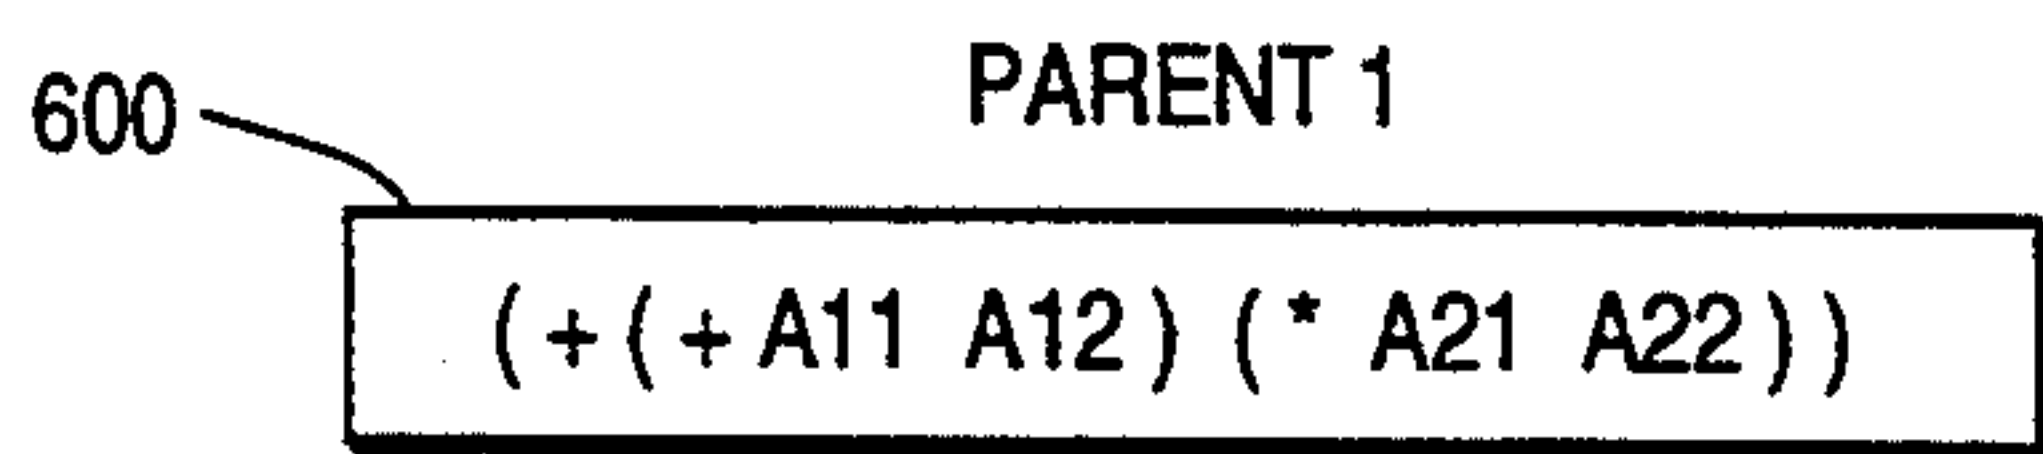 PARENT 1
600
( + ( + A11 A12 ) ( * A21 A22 ) )